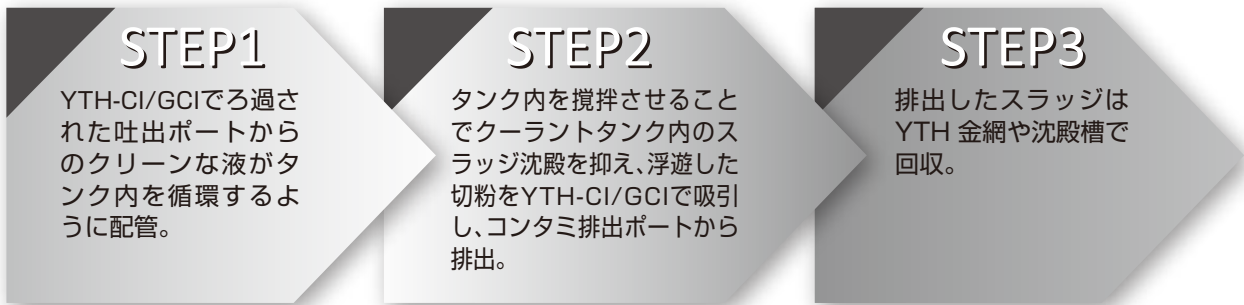 STEP1
YTH-CI/GCIでろ過さ
れた吐出ポートから
のクリーンな液がタ
ンク内を循環するよ
うに配管。
STEP2
タンク内を撹拌させること
でクーラントタンク内のス
ラッジ沈殿を抑え、浮遊した
切粉をYTH-CI/GCIで吸引
し、コンタミ排出ポートから
排出。
STEP3
排出したスラッジは
YTH 金網や沈殿槽で
回収。